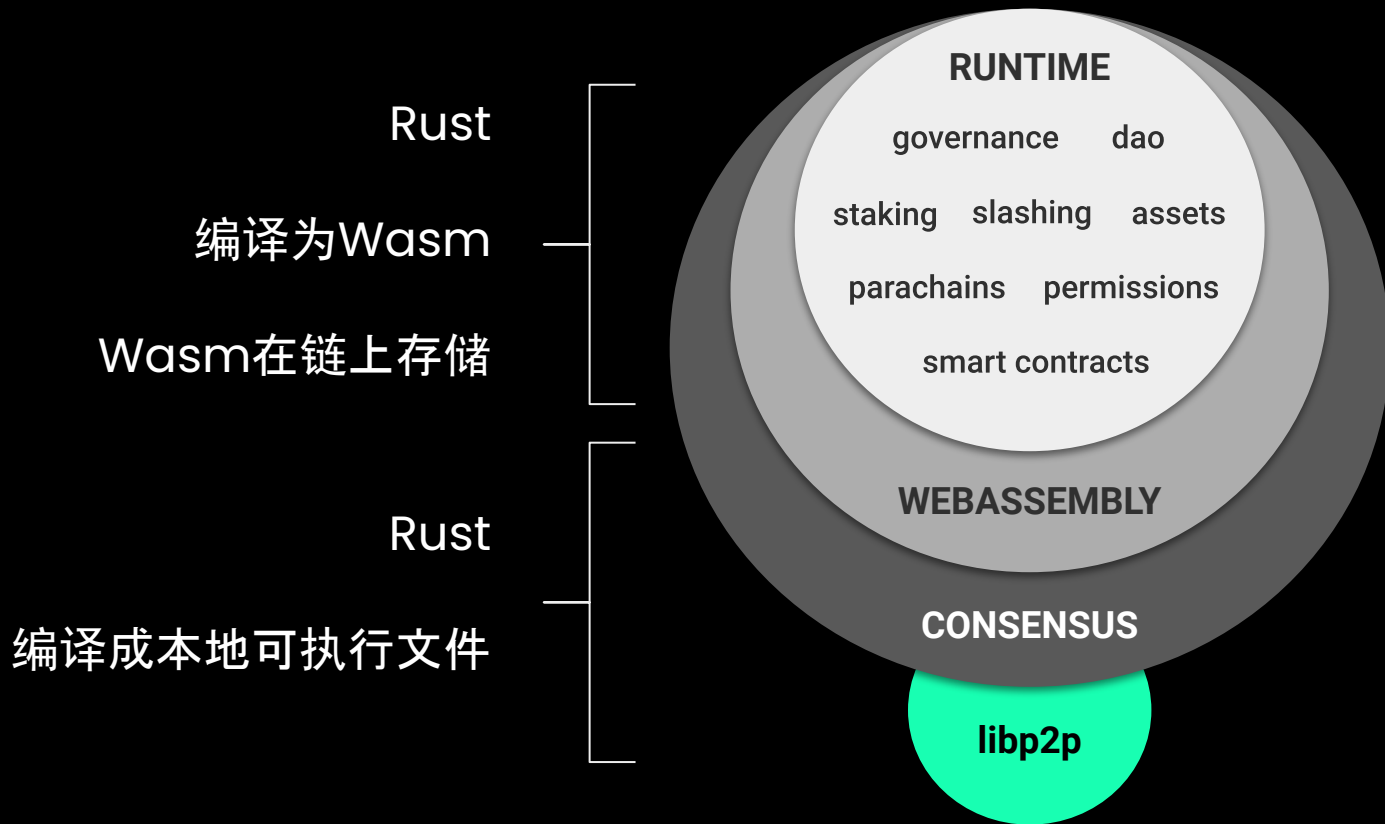 Rust
编译为Wasm
Wasm在链上存储
Rust
编译成本地可执行文件
RUNTIME
governance dao
staking slashing assets
parachains permissions
smart contracts
WEBASSEMBLY
CONSENSUS
libp2p